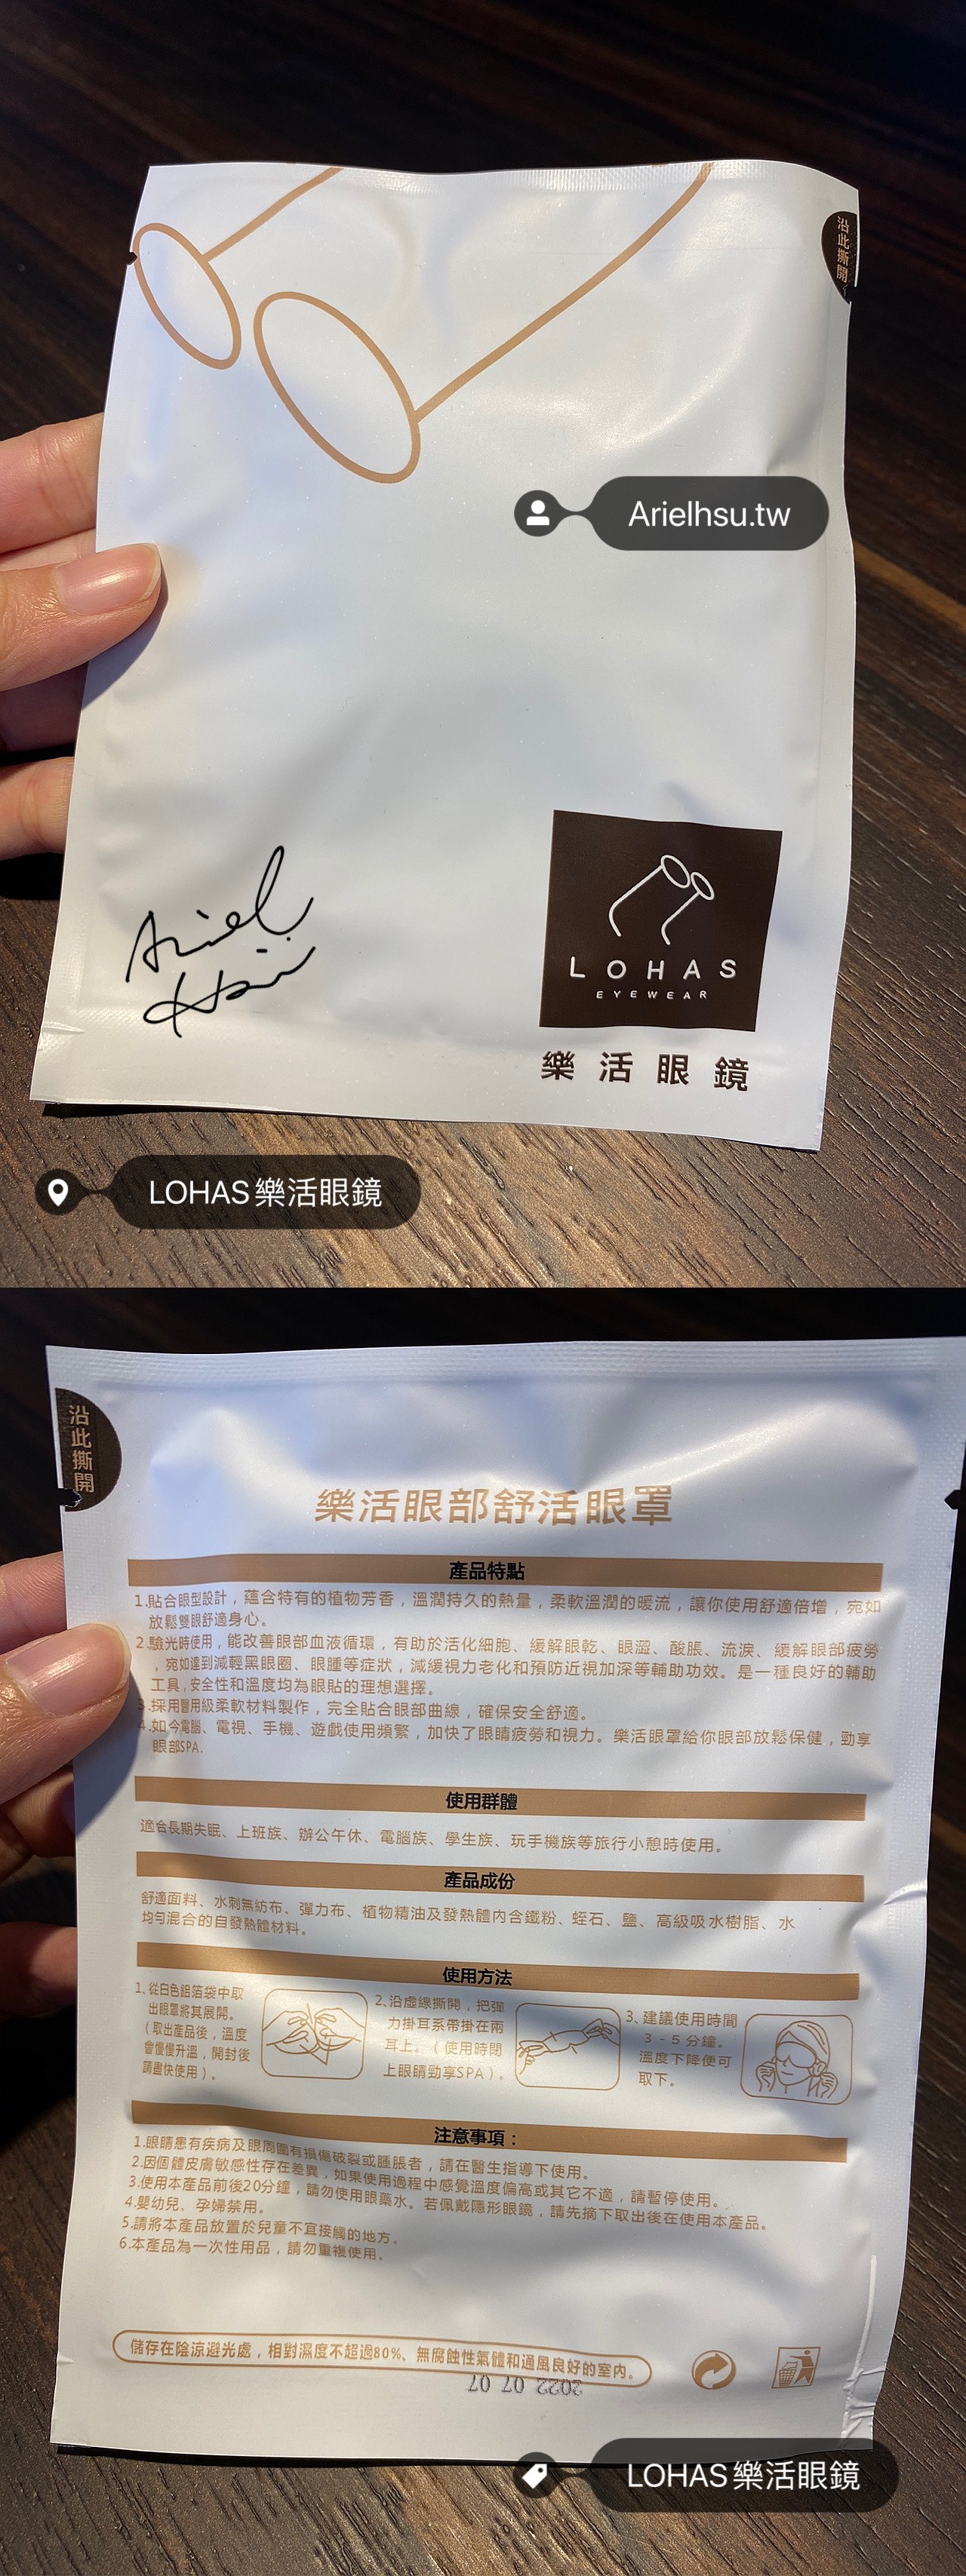 沿此撕開
Arielhsu.tw
Ariel
Hsu
LOHAS
EYEWEAR
樂活眼鏡
LOHAS樂活眼鏡
沿此撕開
樂活眼部舒活眼罩
產品特點
1.貼合眼型設計，蘊含特有的植物芳香，溫潤持久的熱量，柔軟溫潤的暖流，讓你使用舒適倍增，宛如
放鬆雙眼舒適身心。
2.驗光時使用，能改善眼部血液循環，有助於活化細胞、緩解眼乾、眼澀、酸脹、流淚、緩解眼部疲勞
，宛如達到減輕黑眼圈、眼腫等症狀，減緩視力老化和預防近視加深等輔助功效。是一種良好的輔助
工具，安全性和溫度均為眼貼的理想選擇。
3.採用醫用級柔軟材料製作，完全貼合眼部曲線，確保安全舒適。
4.如今電腦、電視、手機、遊戲使用頻繁，加快了眼睛疲勞和視力。樂活眼罩給你眼部放鬆保健，勁享
眼部SPA.
使用群體
適合長期失眠、上班族、辦公午休、電腦族、學生族、玩手機族等旅行小憩時使用。
產品成份
舒適面料、水刺無紡布、彈力布、植物精油及發熱體內含鐵粉、蛭石、鹽、高級吸水樹脂、水
均勻混合的自發熱體材料。
使用方法
1、從白色鋁箔袋中取
出眼罩將其展開。
（取出產品後，溫度
會慢慢升溫，開封後
請盡快使用）。
2、沿虛線撕開，把彈
力掛耳系帶掛在兩
耳上。（使用時閉
上眼睛勁享SPA）。
3、建議使用時間
3-5分鐘。
溫度下降便可
取下。
注意事項：
1.眼睛患有疾病及眼周圍有損傷破裂或腫脹者，請在醫生指導下使用。
2.因個體皮膚敏感性存在差異，如果使用過程中感覺溫度偏高或其它不適，請暫停使用。
3.使用本產品前後20分鐘，請勿使用眼藥水。若佩戴隱形眼鏡，請先摘下取出後在使用本產品。
4.嬰幼兒、孕婦禁用。
5.請將本產品放置於兒童不宜接觸的地方。
6.本產品為一次性用品，請勿重複使用。
儲存在陰涼避光處，相對濕度不超過80%、無腐蝕性氣體和通風良好的室內。
2022 07 07
LOHAS樂活眼鏡